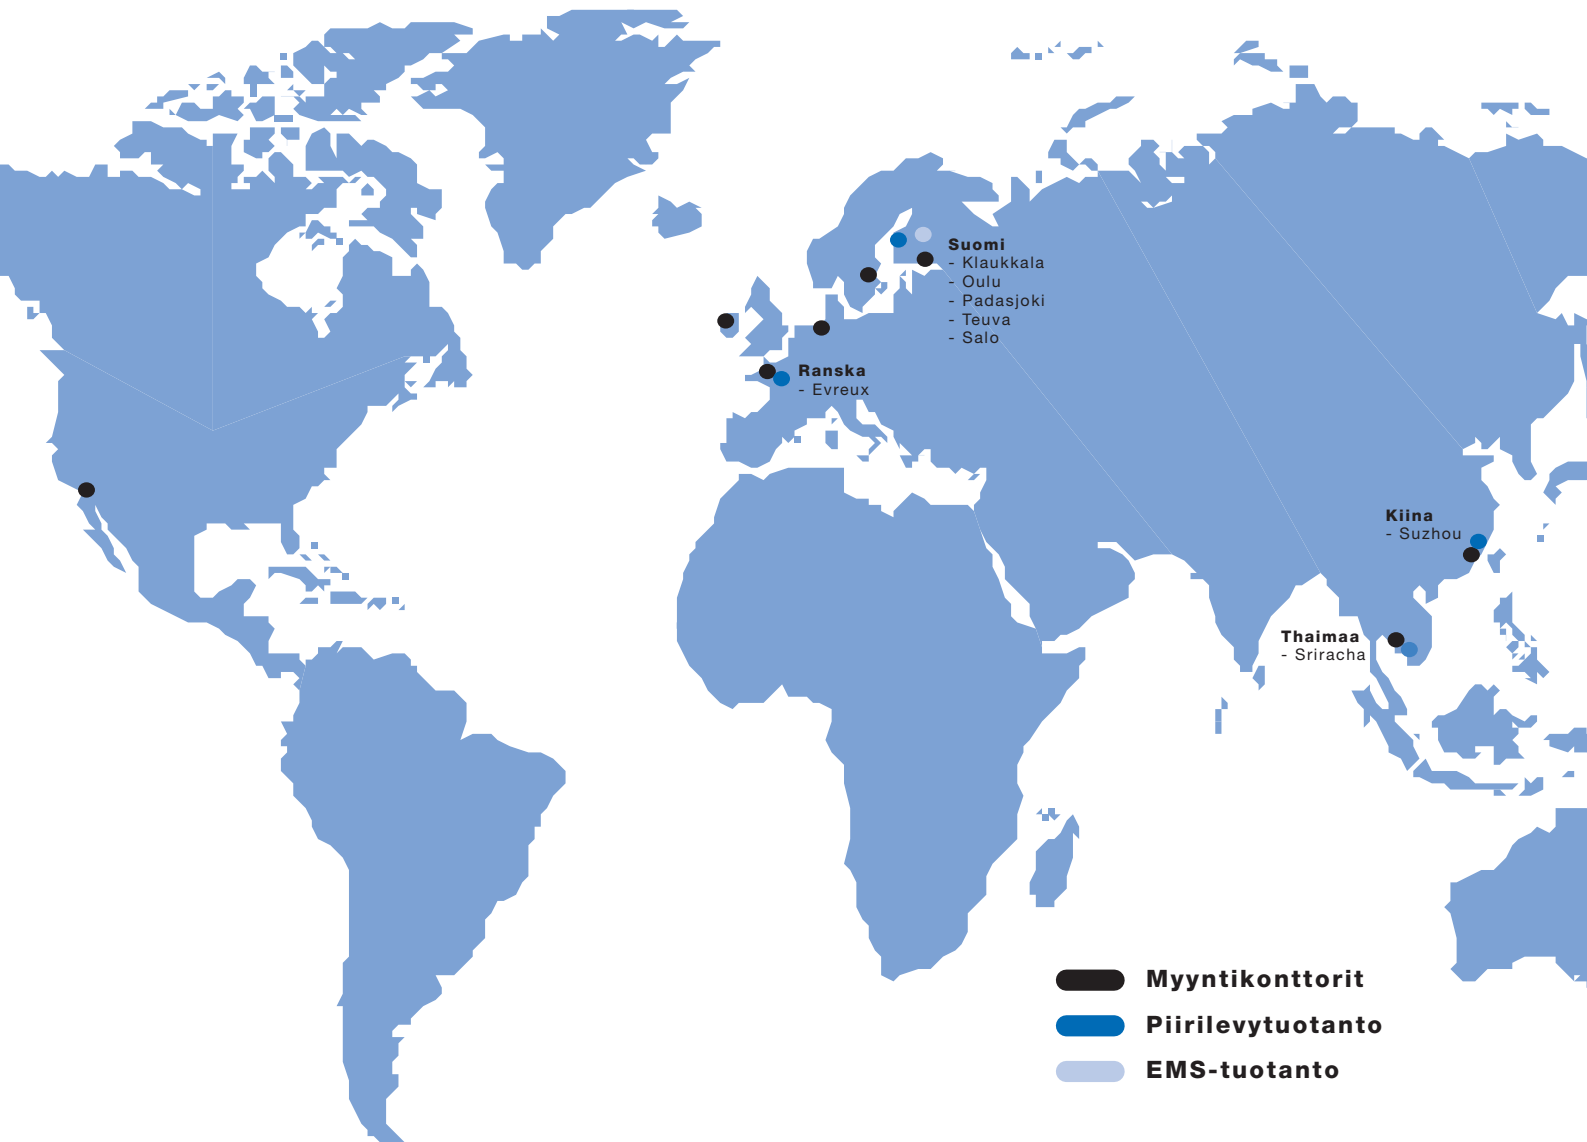 Suomi
- Klaukkala
- Oulu
- Padasjoki
- Teuva
- Salo
Ranska
- Evreux
Kiina
- Suzhou
Thaimaa
- Sriracha
Myyntikonttorit
Piirilevytuotanto
EMS-tuotanto